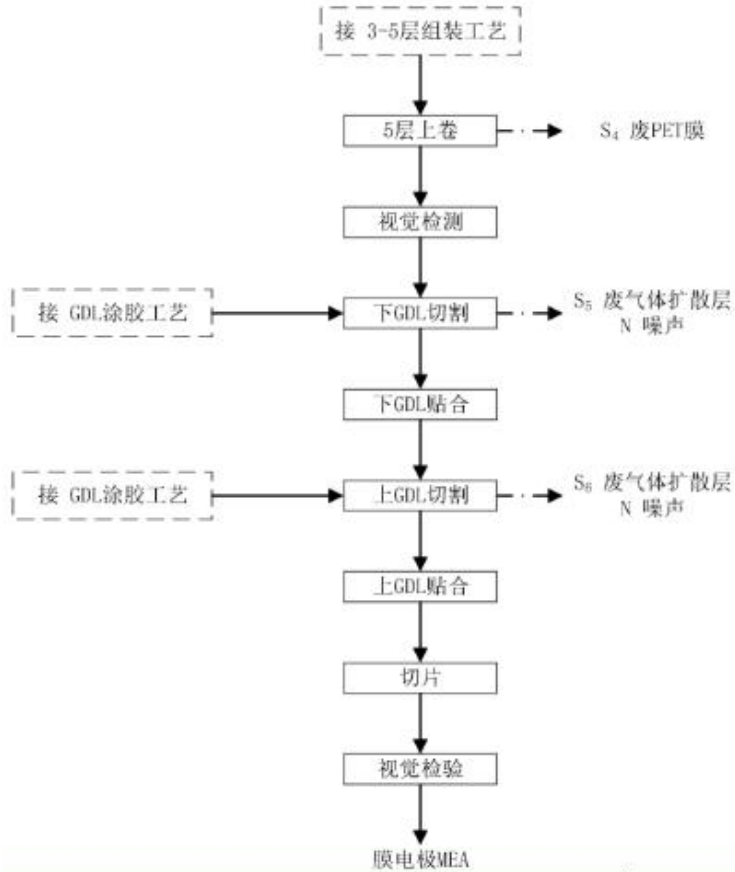 接 3-5层组装工艺
5层上卷
S₄ 废PET膜
视觉检测
接 GDL涂胶工艺
下GDL切割
S₅ 废气体扩散层
N 噪声
下GDL贴合
接 GDL涂胶工艺
上GDL切割
S₆ 废气体扩散层
N 噪声
上GDL贴合
切片
视觉检验
膜电极MEA